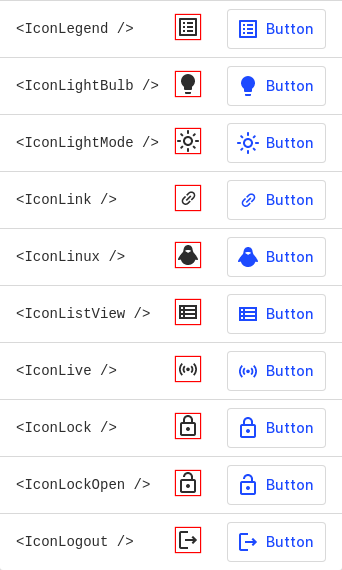 <IconLegend /> Button
<IconLightBulb /> Button
<IconLightMode /> Button
<IconLink /> Button
<IconLinux /> Button
<IconListView /> Button
<IconLive /> Button
<IconLock /> Button
<IconLockOpen /> Button
<IconLogout /> Button